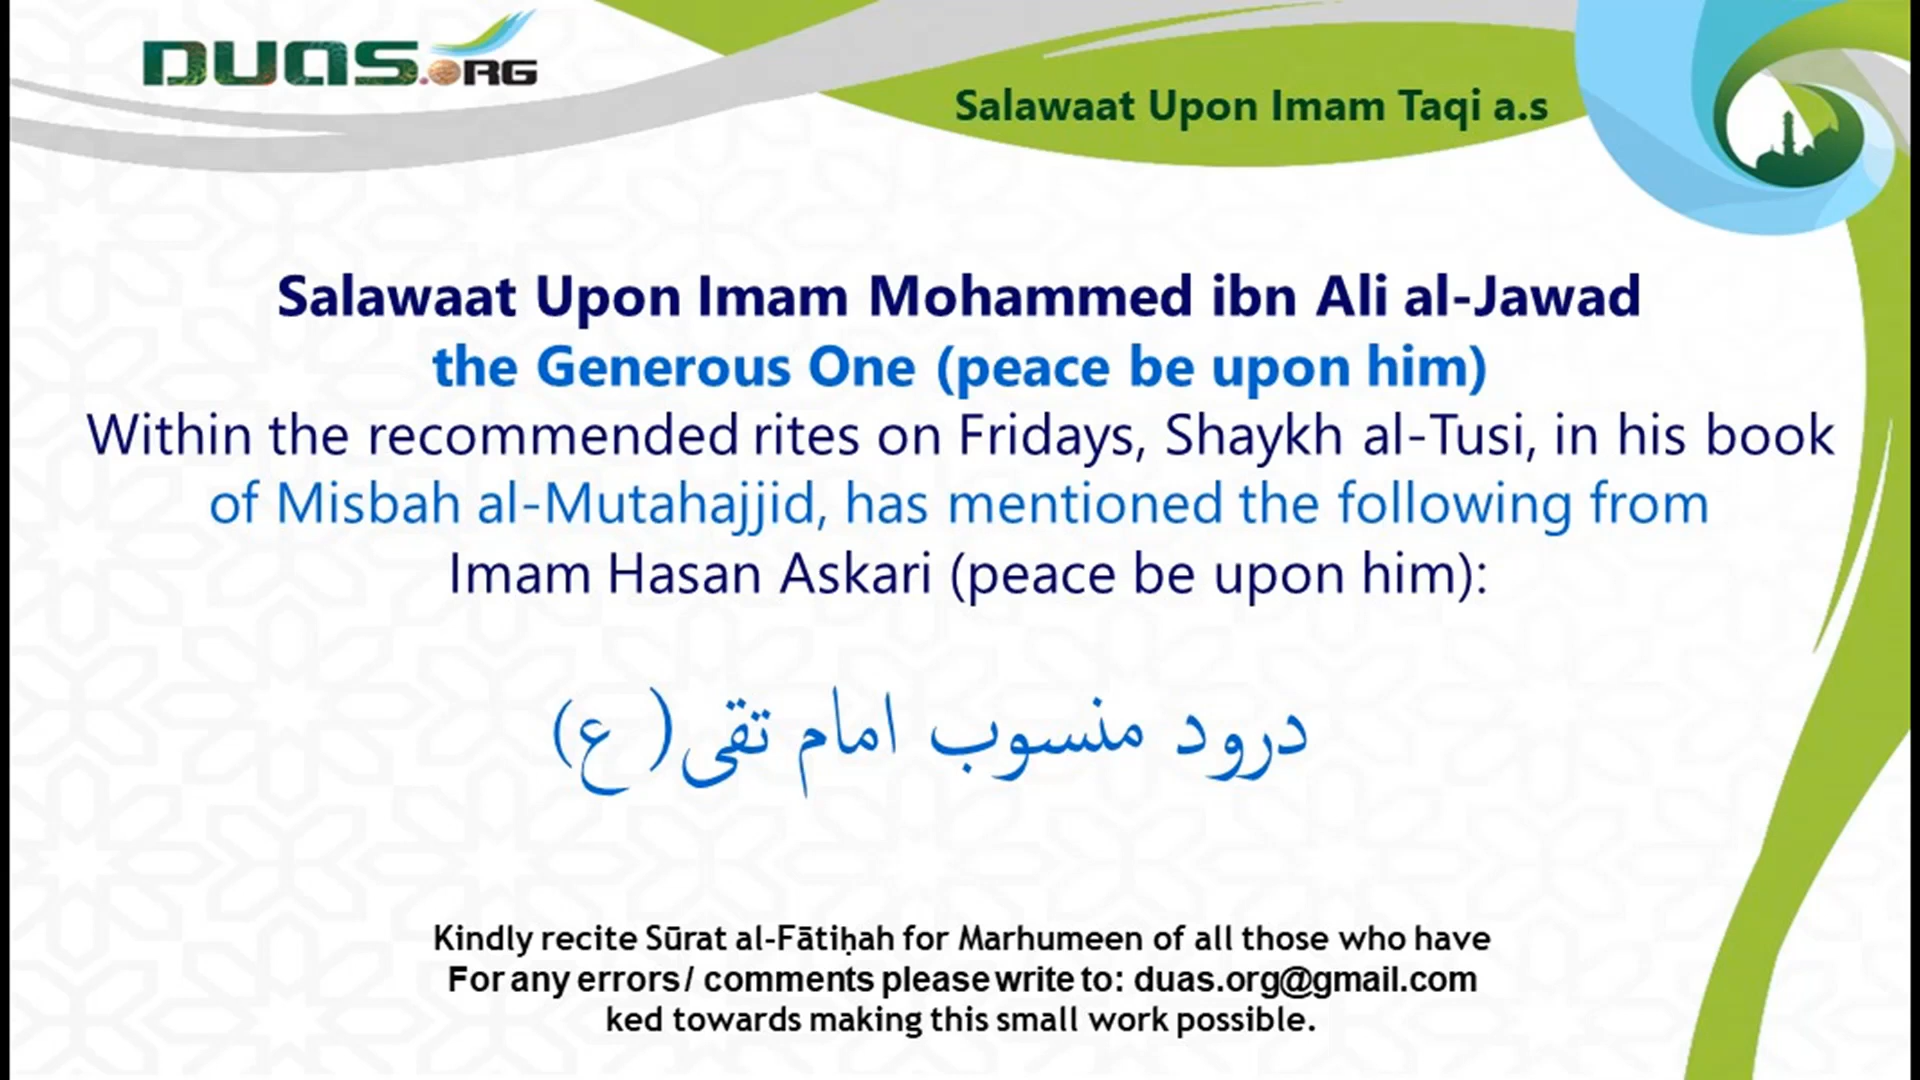 DUAS.ORG
Salawaat Upon Imam Taqi a.s
Salawaat Upon Imam Mohammed ibn Ali al-Jawad
the Generous One (peace be upon him)
Within the recommended rites on Fridays, Shaykh al-Tusi, in his book
of Misbah al-Mutahajjid, has mentioned the following from
Imam Hasan Askari (peace be upon him):
درود منسوب امام تقی( ع)
Kindly recite Sūrat al-Fātiḥah for Marhumeen of all those who have
For any errors / comments please write to: duas.org@gmail.com
ked towards making this small work possible.